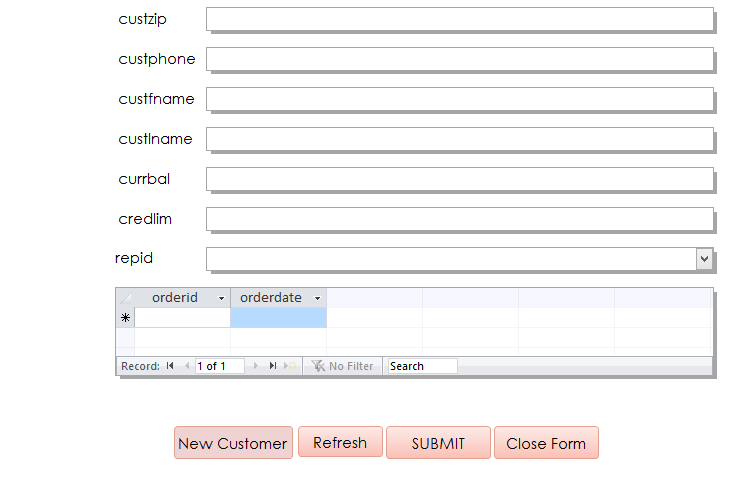 custzip
custphone
custfname
custlname
currbal
credlim
repid
orderid orderdate
Record: 1 of 1 No Filter Search
New Customer Refresh SUBMIT Close Form